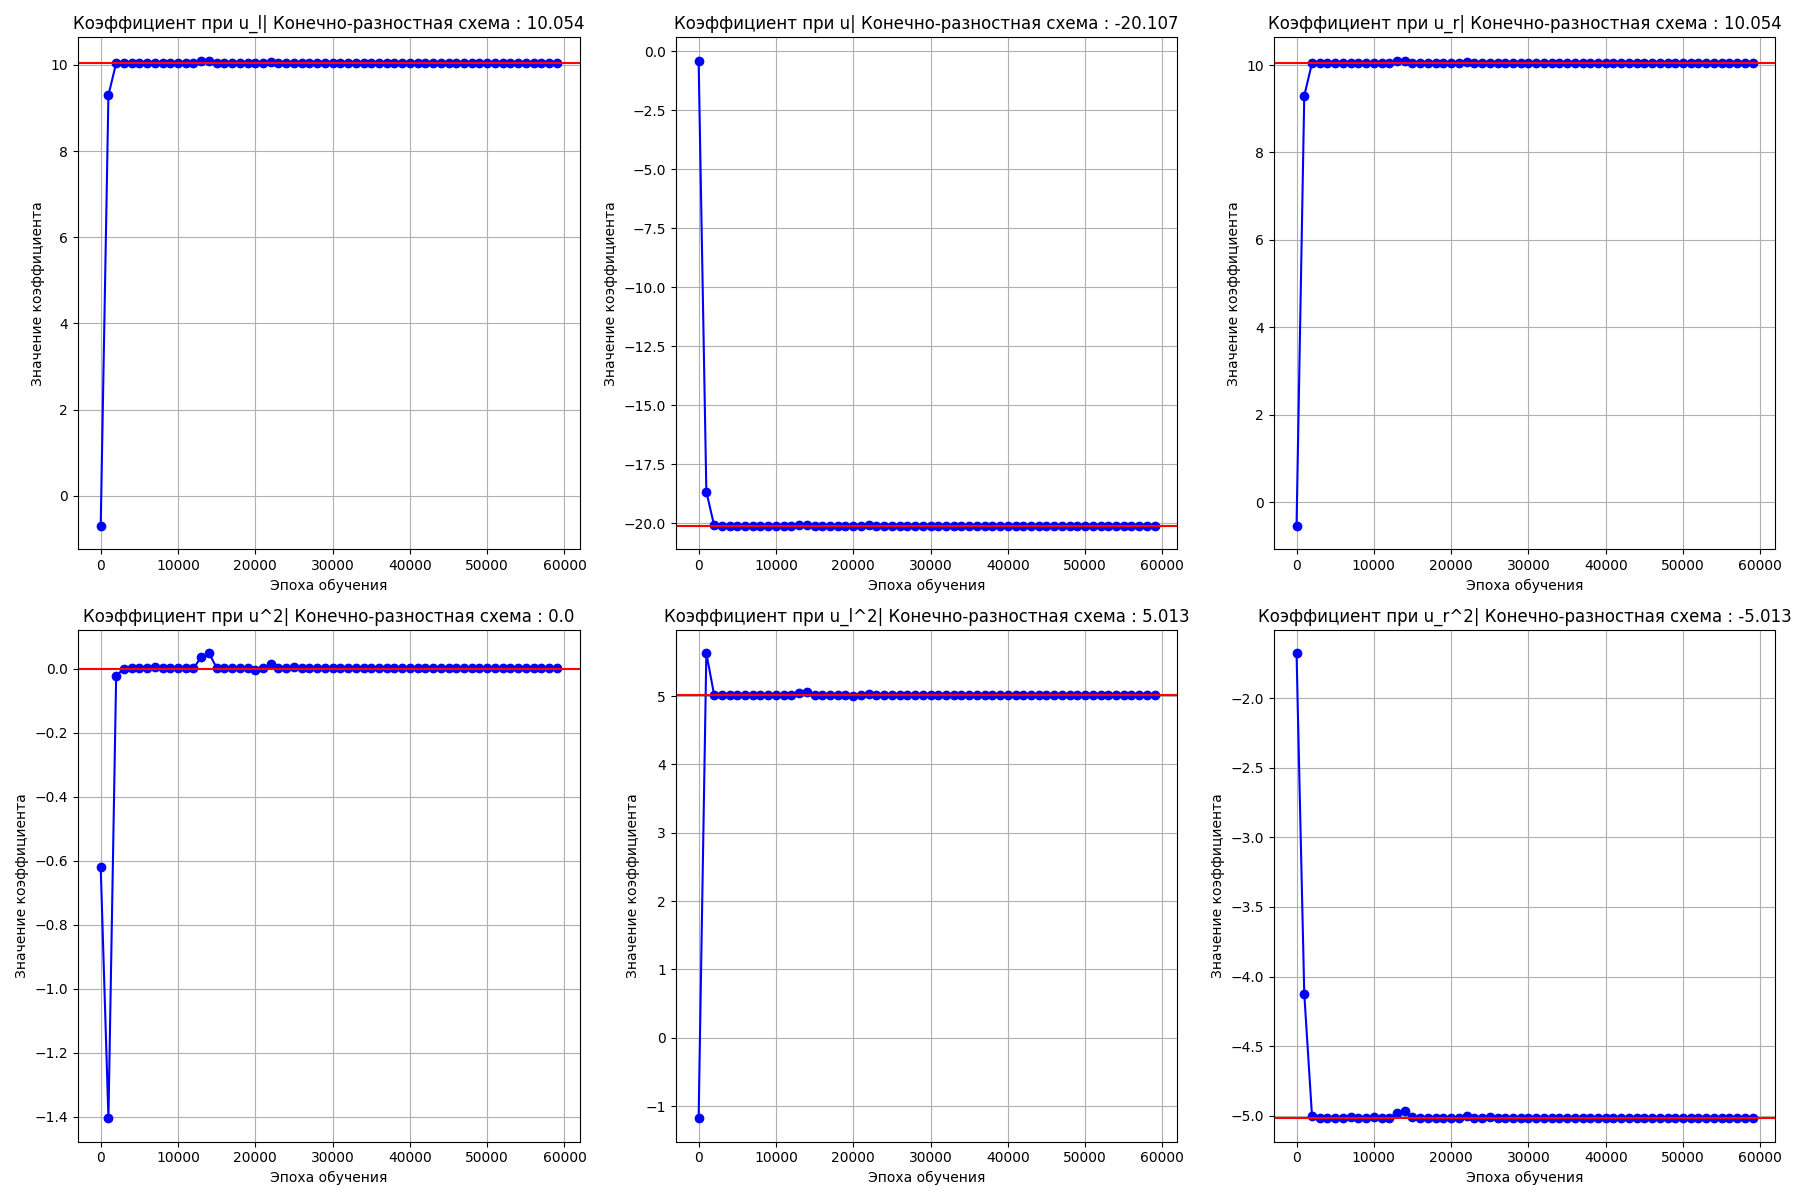 Коэффициент при u_l| Конечно-разностная схема : 10.054
10
8
6
4
2
0
0 10000 20000 30000 40000 50000 60000
Эпоха обучения
Значение коэффициента
Коэффициент при u| Конечно-разностная схема : -20.107
0.0
−2.5
−5.0
−7.5
−10.0
−12.5
−15.0
−17.5
−20.0
0 10000 20000 30000 40000 50000 60000
Эпоха обучения
Значение коэффициента
Коэффициент при u_r| Конечно-разностная схема : 10.054
10
8
6
4
2
0
0 10000 20000 30000 40000 50000 60000
Эпоха обучения
Значение коэффициента
Коэффициент при u^2| Конечно-разностная схема : 0.0
0.0
−0.2
−0.4
−0.6
−0.8
−1.0
−1.2
−1.4
0 10000 20000 30000 40000 50000 60000
Эпоха обучения
Значение коэффициента
Коэффициент при u_l^2| Конечно-разностная схема : 5.013
5
4
3
2
1
0
−1
0 10000 20000 30000 40000 50000 60000
Эпоха обучения
Значение коэффициента
Коэффициент при u_r^2| Конечно-разностная схема : -5.013
−2.0
−2.5
−3.0
−3.5
−4.0
−4.5
−5.0
0 10000 20000 30000 40000 50000 60000
Эпоха обучения
Значение коэффициента